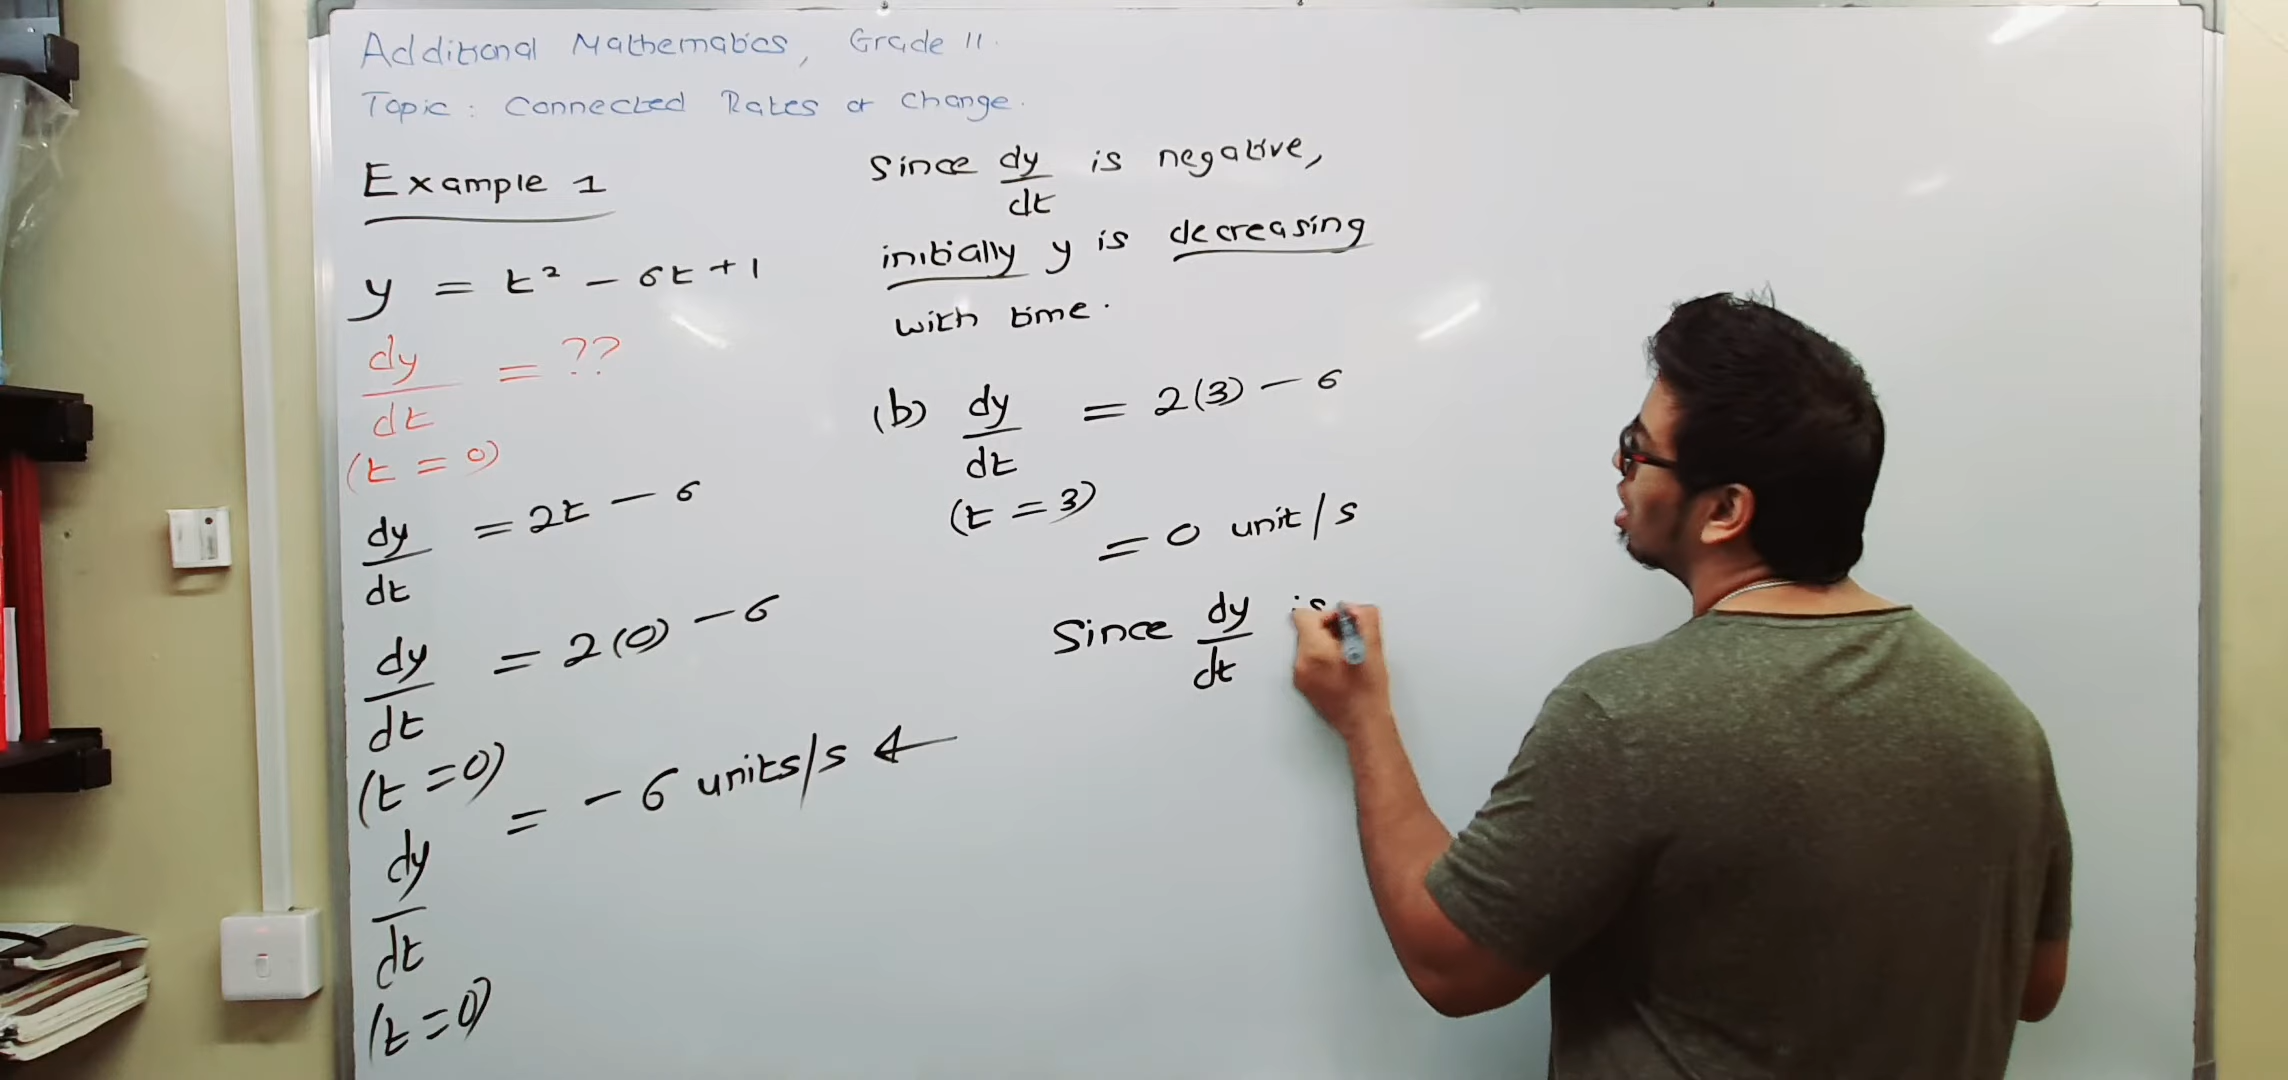 Additional Mathematics, Grade 11.
Topic: Connected Rates of Change.
Example 1
y = t² - 6t + 1
dy/dt = ??
(t = 0)
dy/dt = 2t - 6
dy/dt = 2(0) - 6
(t = 0)
dy/dt = - 6 units/s ←
(t = 0)
Since dy/dt is negative,
initially y is decreasing
with time.
(b) dy/dt = 2(3) - 6
(t = 3)
= 0 unit/s
Since dy/dt is